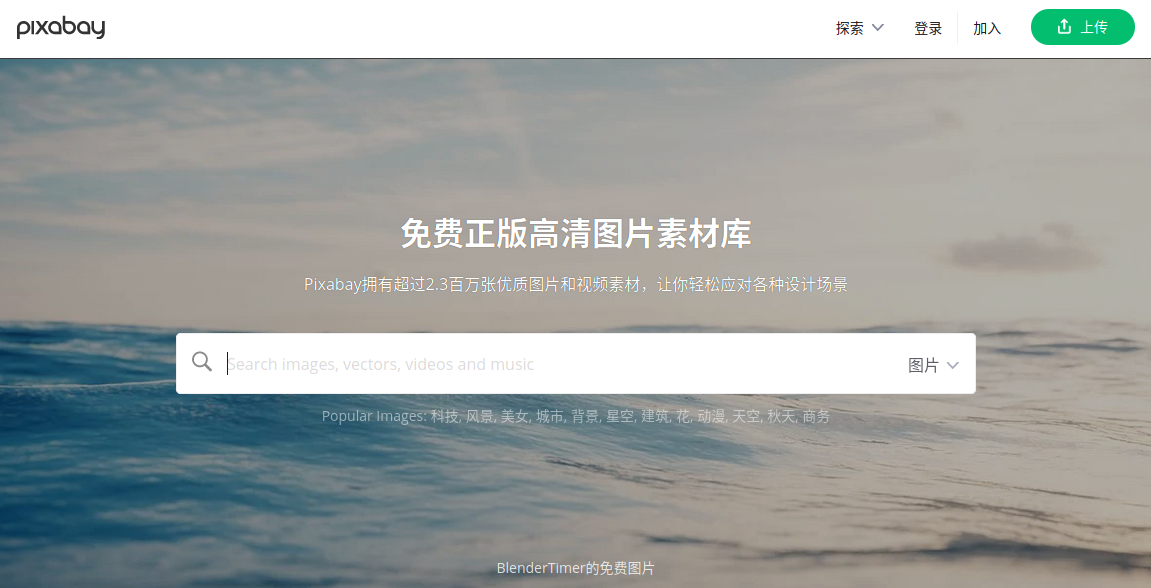 pixabay
探索 登录 加入 上传
免费正版高清图片素材库
Pixabay拥有超过2.3百万张优质图片和视频素材，让你轻松应对各种设计场景
Search images, vectors, videos and music 图片
Popular Images: 科技, 风景, 美女, 城市, 背景, 星空, 建筑, 花, 动漫, 天空, 秋天, 商务
BlenderTimer的免费图片